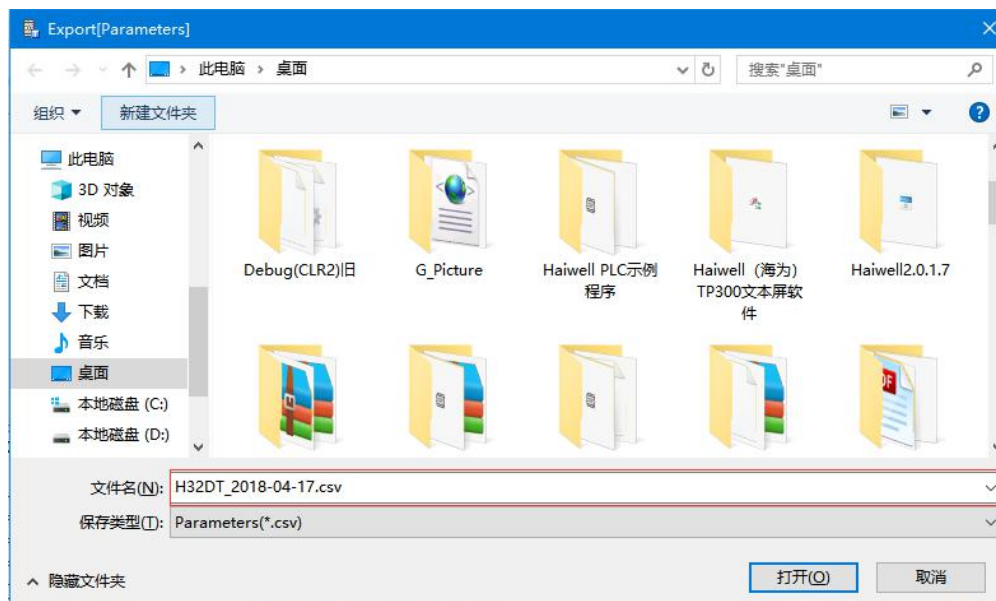 Export[Parameters]
此电脑 › 桌面
搜索"桌面"
组织
新建文件夹
此电脑
3D 对象
视频
图片
文档
下载
音乐
桌面
本地磁盘 (C:)
本地磁盘 (D:)
Debug(CLR2)旧
G_Picture
Haiwell PLC示例
程序
Haiwell（海为）
TP300文本屏软
件
Haiwell2.0.1.7
文件名(N): H32DT_2018-04-17.csv
保存类型(T): Parameters(*.csv)
隐藏文件夹
打开(O)
取消